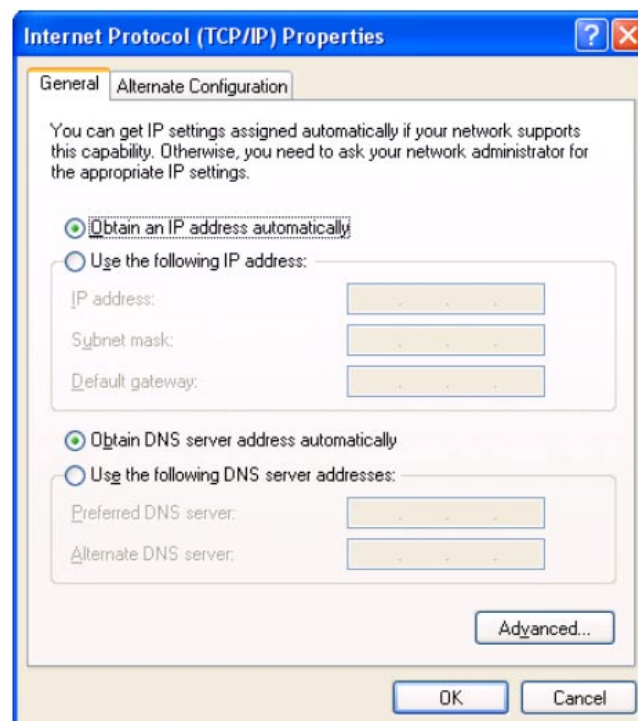 Internet Protocol (TCP/IP) Properties
General Alternate Configuration
You can get IP settings assigned automatically if your network supports
this capability. Otherwise, you need to ask your network administrator for
the appropriate IP settings.
Obtain an IP address automatically
Use the following IP address:
IP address:
Subnet mask:
Default gateway:
Obtain DNS server address automatically
Use the following DNS server addresses:
Preferred DNS server:
Alternate DNS server:
Advanced...
OK Cancel